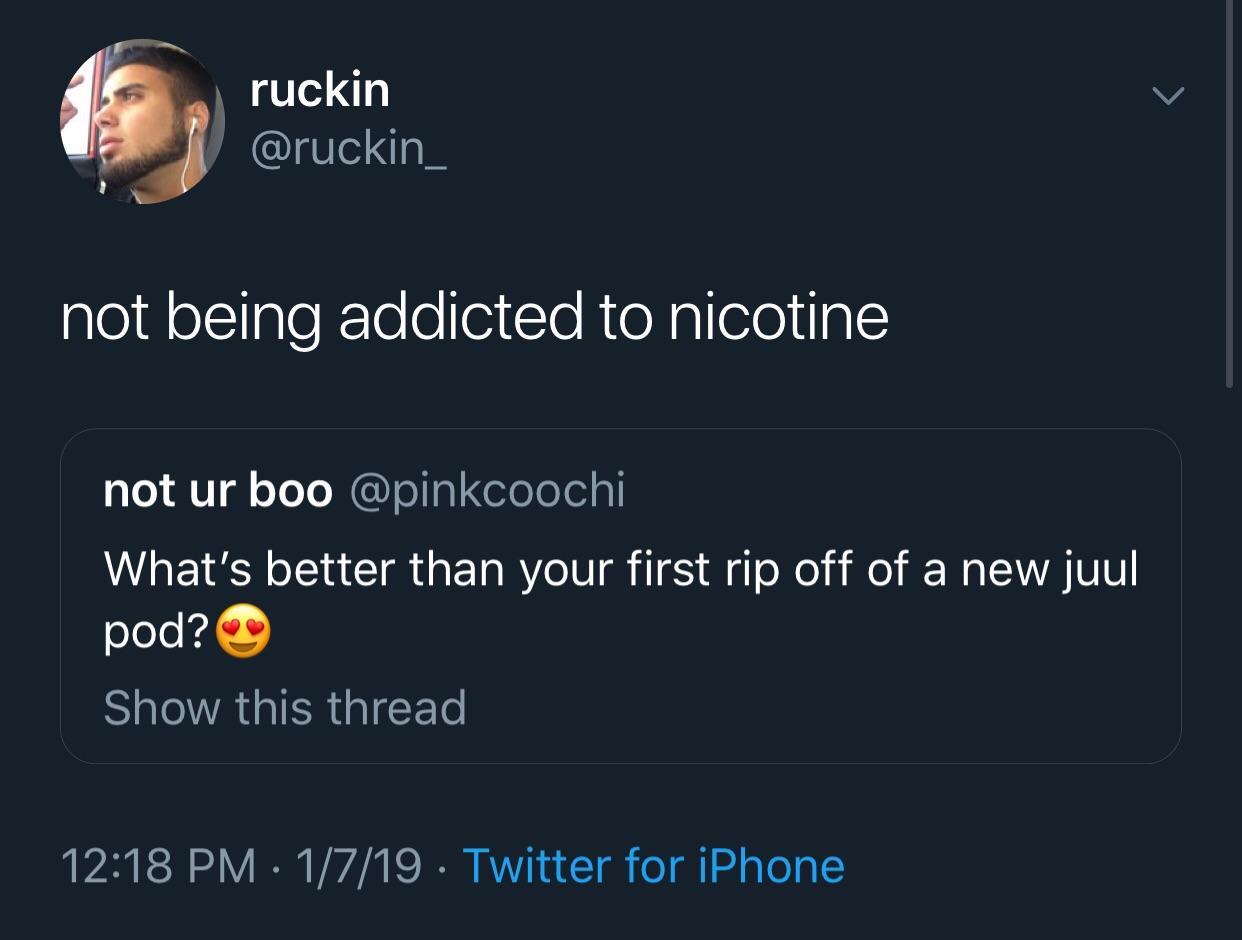 ruckin
@ruckin_
not being addicted to nicotine
not ur boo @pinkcoochi
What's better than your first rip off of a new juul
pod?😍
Show this thread
12:18 PM · 1/7/19 · Twitter for iPhone